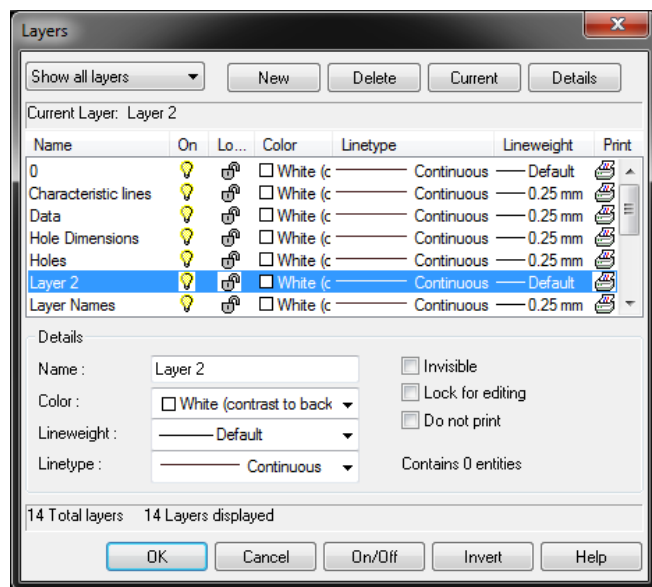 Layers
Show all layers New Delete Current Details
Current Layer: Layer 2
Name On Lo... Color Linetype Lineweight Print
0 White (c Continuous Default
Characteristic lines White (c Continuous 0.25 mm
Data White (c Continuous 0.25 mm
Hole Dimensions White (c Continuous 0.25 mm
Holes White (c Continuous 0.25 mm
Layer 2 White (c Continuous Default
Layer Names White (c Continuous 0.25 mm
Details
Name : Layer 2 Invisible
Color : White (contrast to back Lock for editing
Lineweight : Default Do not print
Linetype : Continuous Contains 0 entities
14 Total layers 14 Layers displayed
OK Cancel On/Off Invert Help